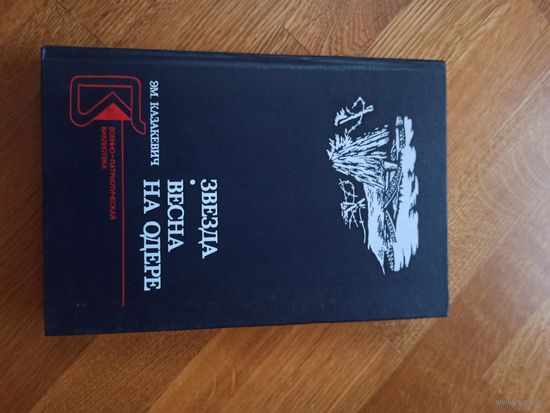 ЭМ. КАЗАКЕВИЧ
ЗВЕЗДА
ВЕСНА
НА ОДЕРЕ
ВОЕННО-ПАТРИОТИЧЕСКАЯ
БИБЛИОТЕКА